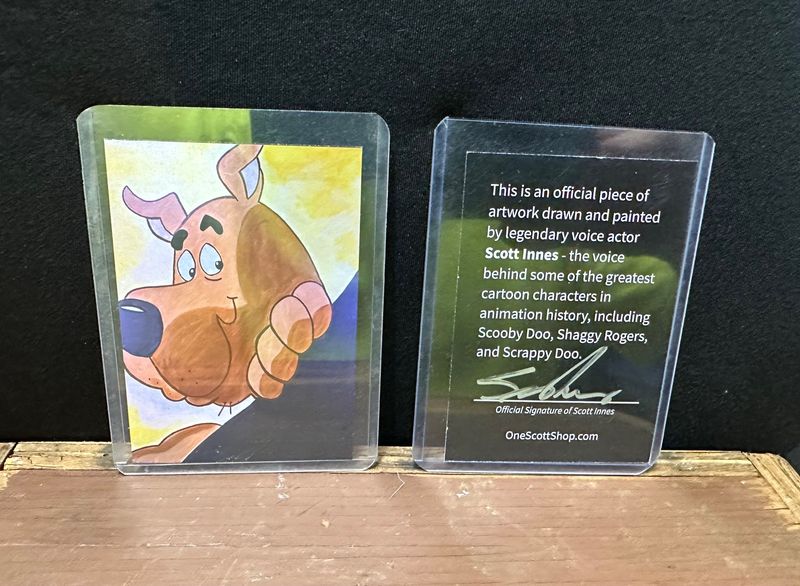 This is an official piece of
artwork drawn and painted
by legendary voice actor
Scott Innes - the voice
behind some of the greatest
cartoon characters in
animation history, including
Scooby Doo, Shaggy Rogers,
and Scrappy Doo.
Official Signature of Scott Innes
OneScottShop.com